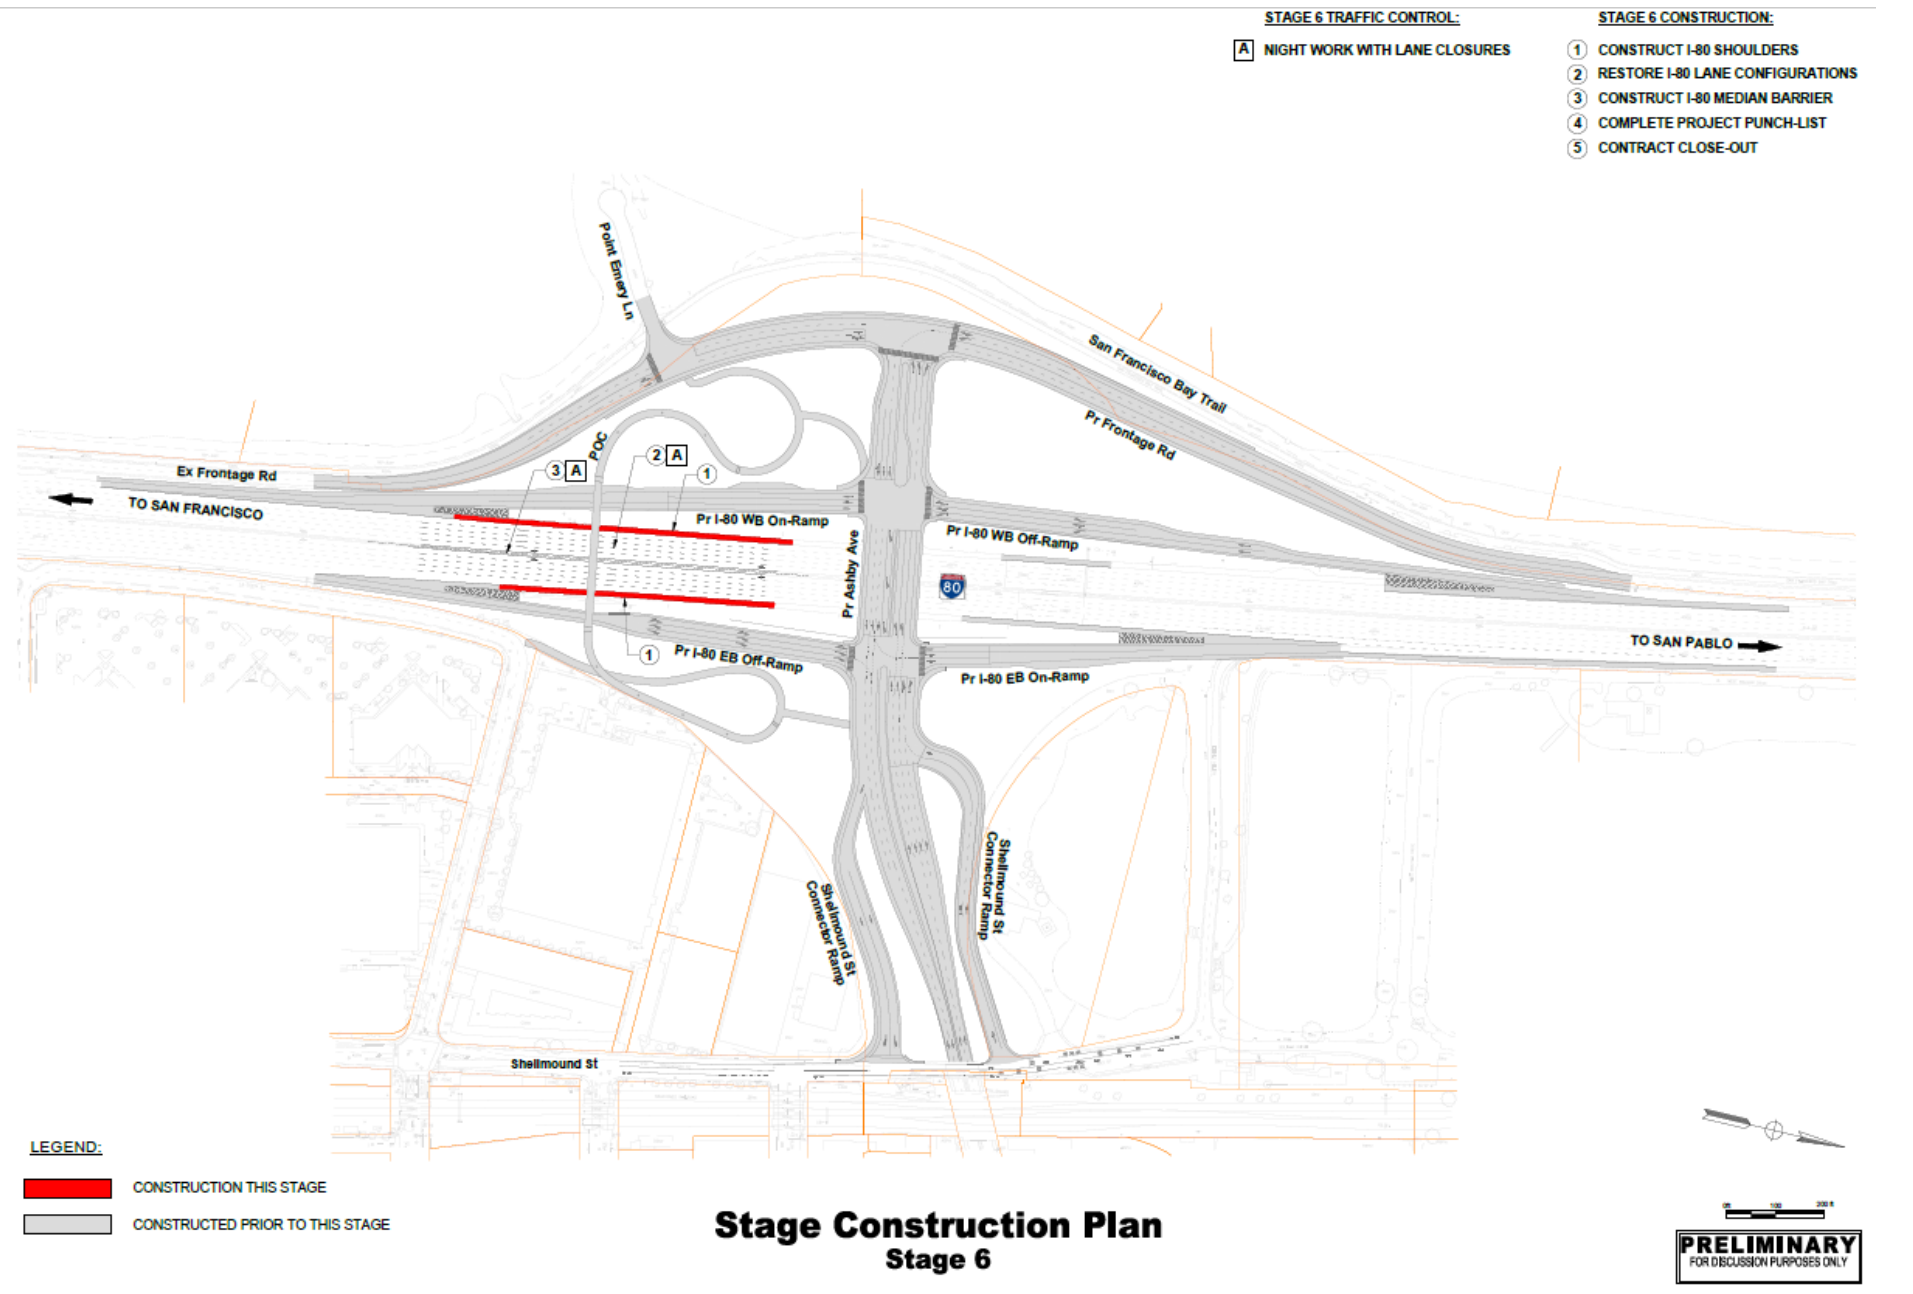 STAGE 6 TRAFFIC CONTROL:
A NIGHT WORK WITH LANE CLOSURES
STAGE 6 CONSTRUCTION:
1 CONSTRUCT I-80 SHOULDERS
2 RESTORE I-80 LANE CONFIGURATIONS
3 CONSTRUCT I-80 MEDIAN BARRIER
4 COMPLETE PROJECT PUNCH-LIST
5 CONTRACT CLOSE-OUT
Point Emery Ln
San Francisco Bay Trail
Pr Frontage Rd
POC
Ex Frontage Rd
3 A
2 A
1
TO SAN FRANCISCO
Pr I-80 WB On-Ramp
Pr I-80 WB Off-Ramp
Pr Ashby Ave
80
TO SAN PABLO
1
Pr I-80 EB Off-Ramp
Pr I-80 EB On-Ramp
Shellmound St
Connector Ramp
Shellmound St
Connector Ramp
Shellmound St
LEGEND:
CONSTRUCTION THIS STAGE
CONSTRUCTED PRIOR TO THIS STAGE
Stage Construction Plan
Stage 6
0ft 100 200 ft
PRELIMINARY
FOR DISCUSSION PURPOSES ONLY